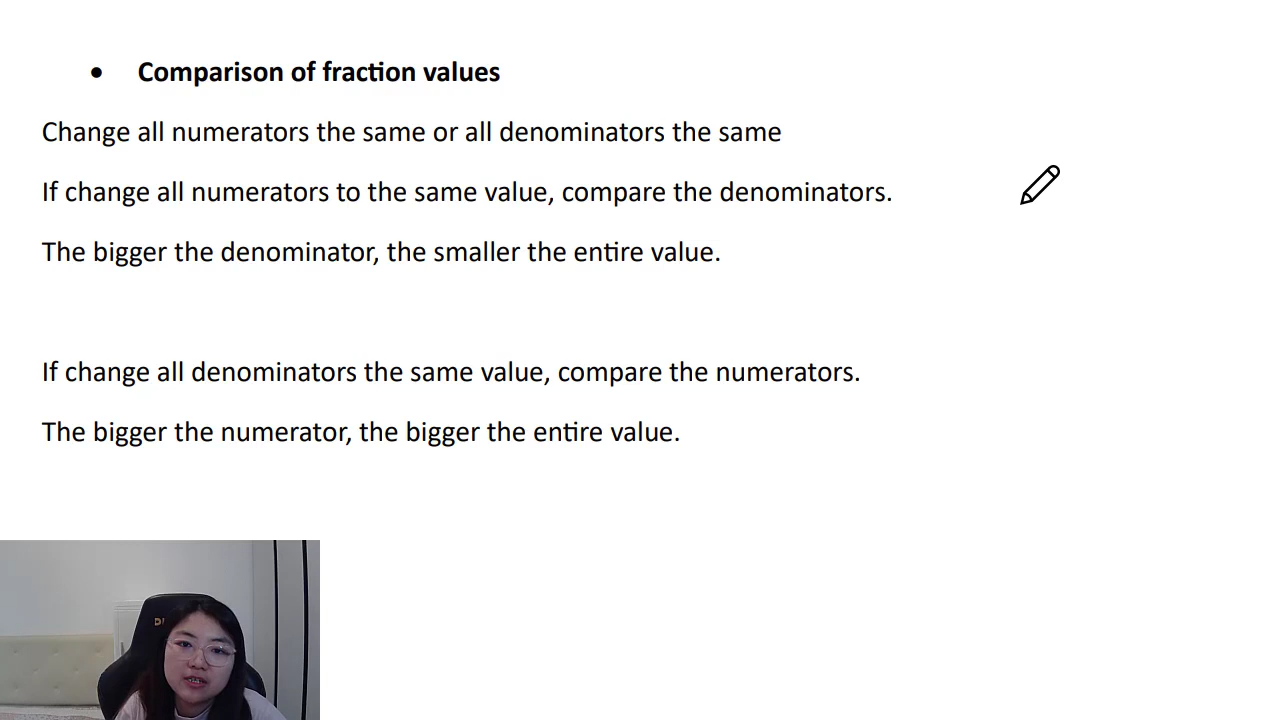 • Comparison of fraction values
Change all numerators the same or all denominators the same
If change all numerators to the same value, compare the denominators.
The bigger the denominator, the smaller the entire value.
If change all denominators the same value, compare the numerators.
The bigger the numerator, the bigger the entire value.